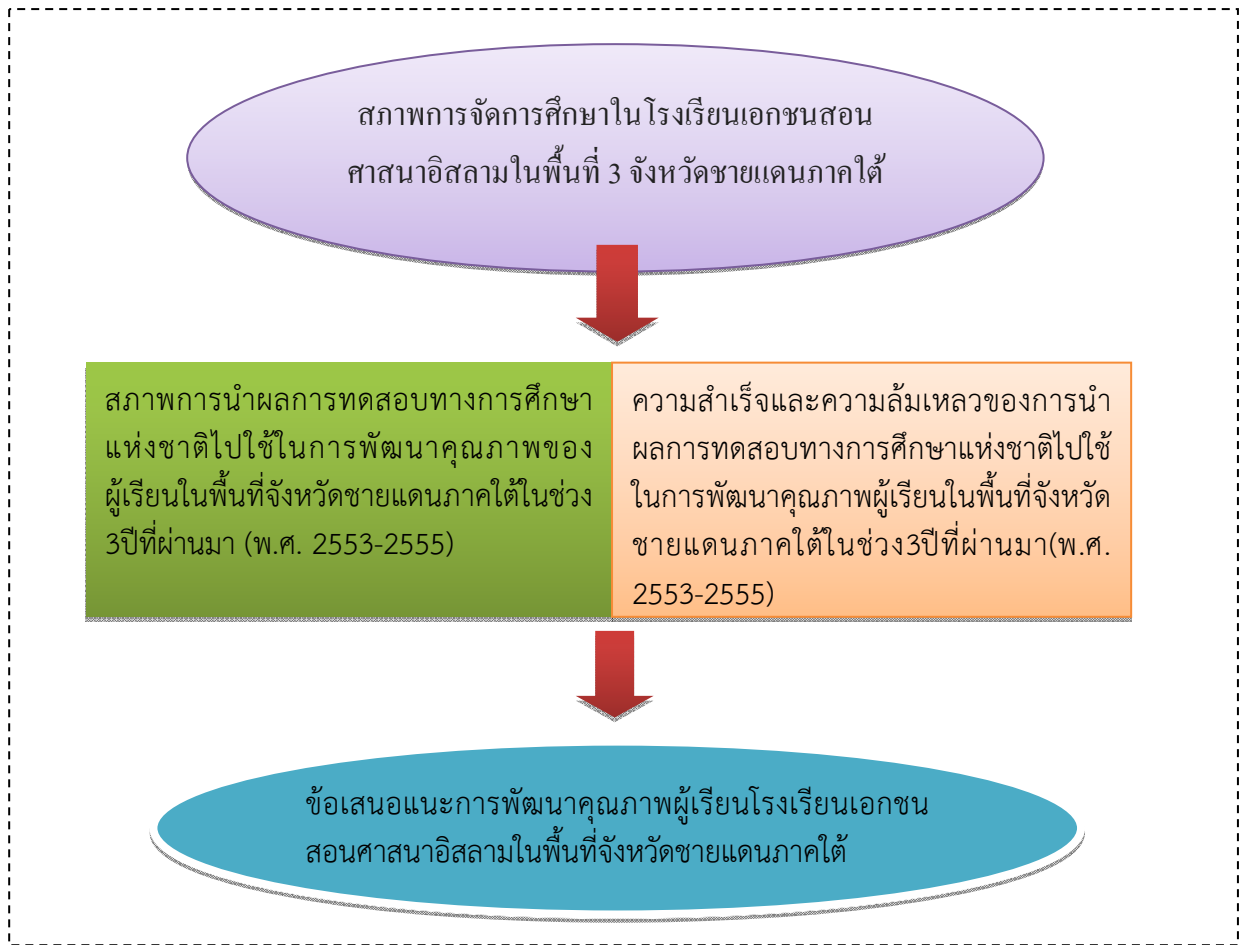 สภาพการจัดการศึกษาในโรงเรียนเอกชนสอน
ศาสนาอิสลามในพื้นที่ 3 จังหวัดชายแดนภาคใต้
สภาพการนำผลการทดสอบทางการศึกษา
แห่งชาติไปใช้ในการพัฒนาคุณภาพของ
ผู้เรียนในพื้นที่จังหวัดชายแดนภาคใต้ในช่วง
3ปีที่ผ่านมา (พ.ศ. 2553-2555)
ความสำเร็จและความล้มเหลวของการนำ
ผลการทดสอบทางการศึกษาแห่งชาติไปใช้
ในการพัฒนาคุณภาพผู้เรียนในพื้นที่จังหวัด
ชายแดนภาคใต้ในช่วง3ปีที่ผ่านมา(พ.ศ.
2553-2555)
ข้อเสนอแนะการพัฒนาคุณภาพผู้เรียนโรงเรียนเอกชน
สอนศาสนาอิสลามในพื้นที่จังหวัดชายแดนภาคใต้